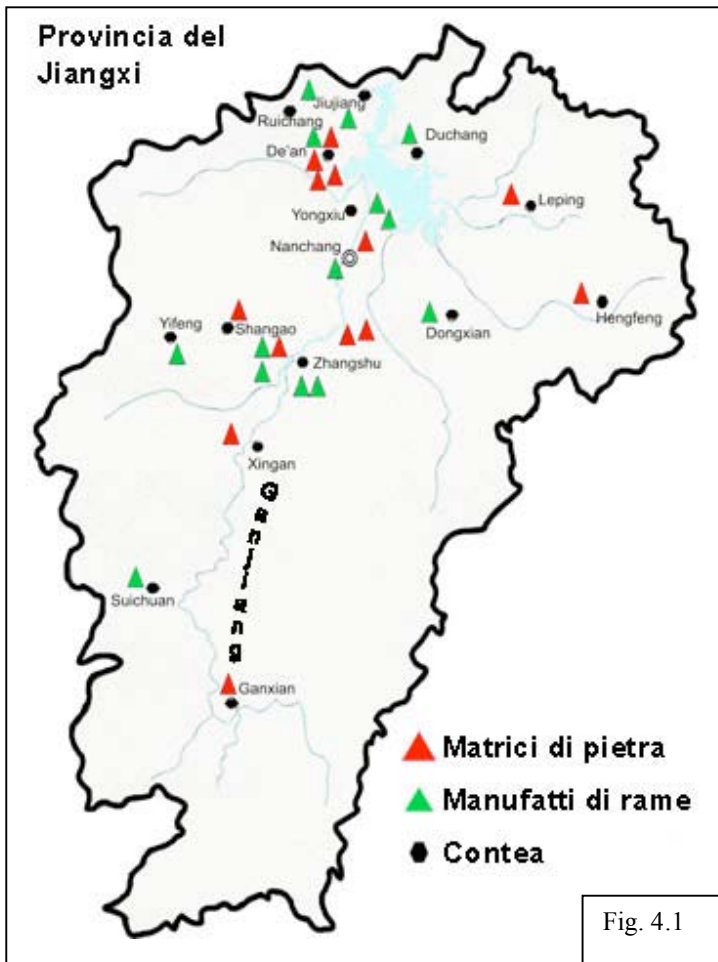 Provincia del
Jiangxi
Jiujiang
Ruichang
De'an
Duchang
Yongxiu
Leping
Nanchang
Hengfeng
Yifeng
Shangao
Dongxian
Zhangshu
Xingan
Ganjiang
Suichuan
Ganxian
Matrici di pietra
Manufatti di rame
Contea
Fig. 4.1